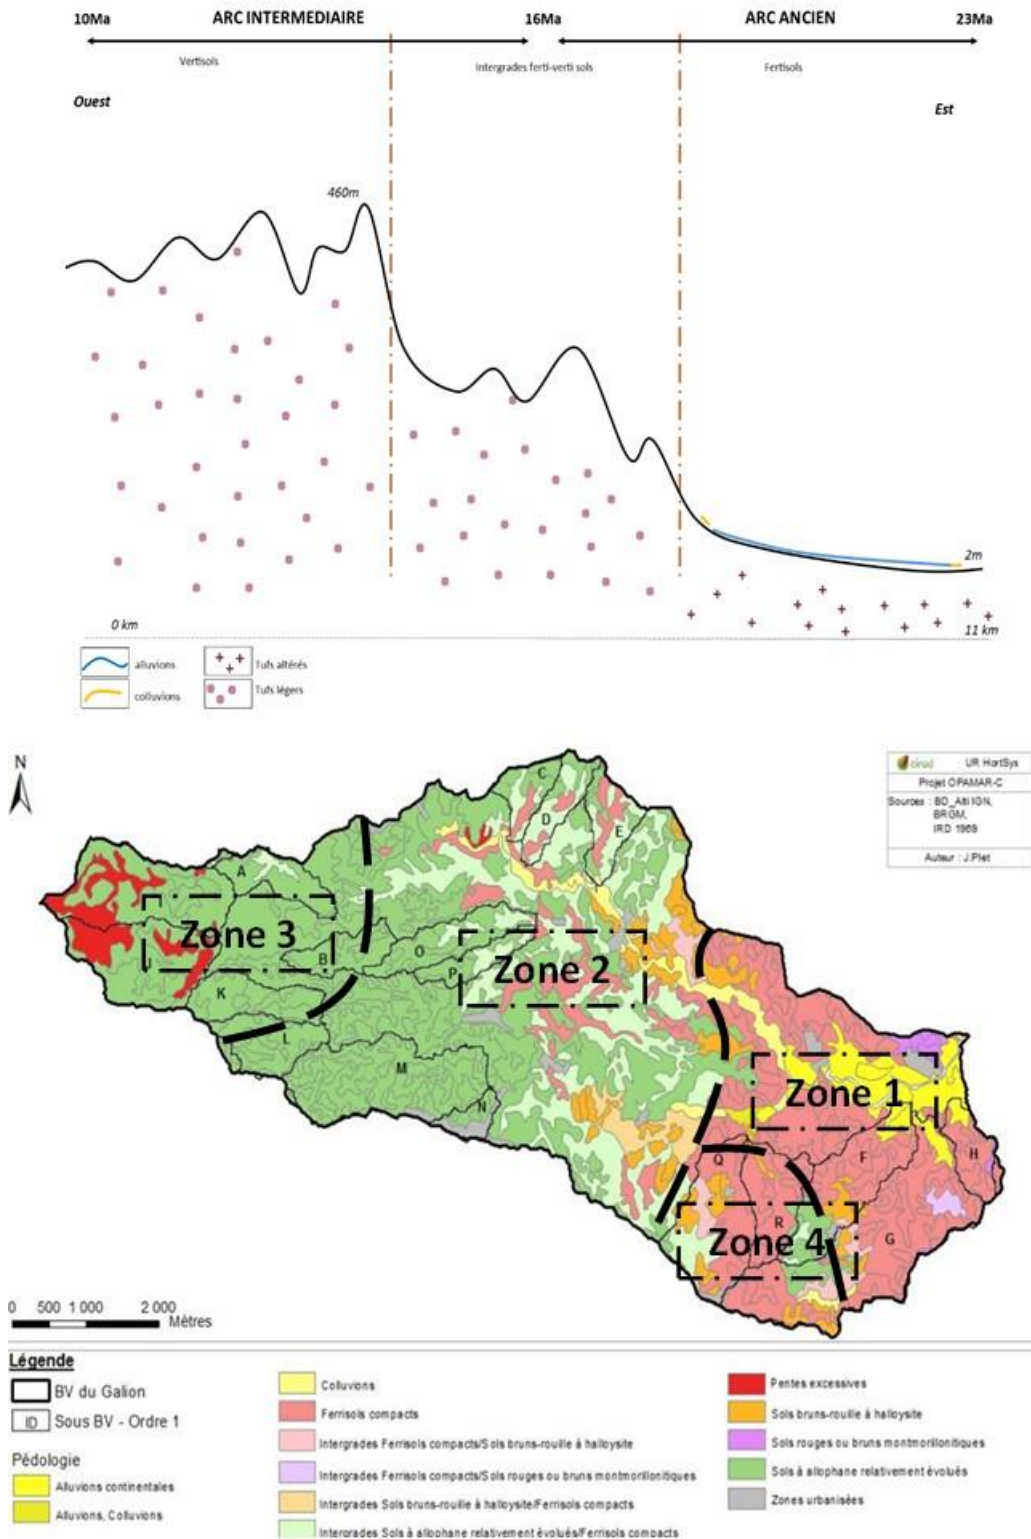 10Ma ARC INTERMEDIAIRE 16Ma ARC ANCIEN 23Ma
Vertisols Intergrades ferti-verti sols Fertisols
Ouest Est
460m
2m
0 km 11 km
alluvions Tufs altérés
colluvions Tufs légers
N
cirad UR HortSys
Projet OPAMAR-C
Sources : BD_Alti IGN,
BRGM,
IRD 1969
Auteur : J.Plet
C
D
E
A
Zone 3
B
O
P
Zone 2
J
K
L
M
N
Zone 1
Q
F
H
R
Zone 4
G
0 500 1 000 2 000
Mètres
Légende
BV du Galion
ID Sous BV - Ordre 1
Pédologie
Alluvions continentales
Alluvions, Colluvions
Colluvions
Ferrisols compacts
Intergrades Ferrisols compacts/Sols bruns-rouille à halloysite
Intergrades Ferrisols compacts/Sols rouges ou bruns montmorillonitiques
Intergrades Sols bruns-rouille à halloysite/Ferrisols compacts
Intergrades Sols à allophane relativement évolués/Ferrisols compacts
Pentes excessives
Sols bruns-rouille à halloysite
Sols rouges ou bruns montmorillonitiques
Sols à allophane relativement évolués
Zones urbanisées